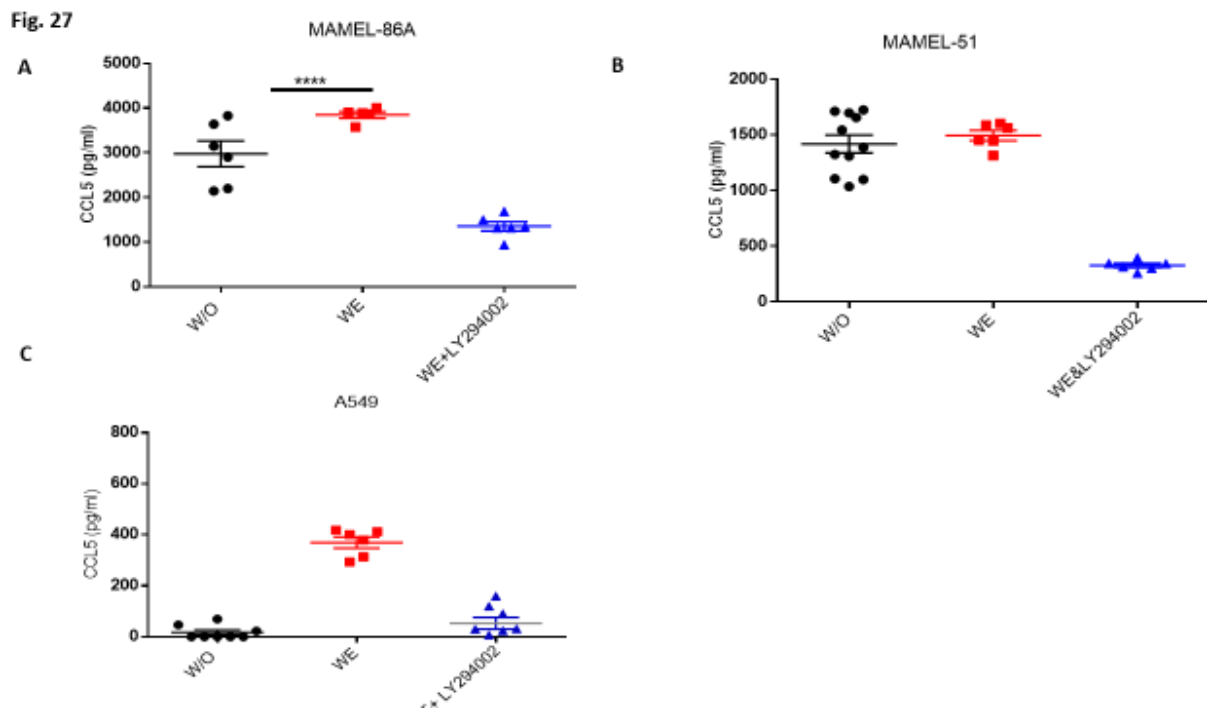 Fig. 27
MAMEL-86A
A
5000
4000
3000
2000
1000
0
CCL5 (pg/ml)
****
W/O
WE
WE+LY294002
MAMEL-51
B
2000
1500
1000
500
0
CCL5 (pg/ml)
W/O
WE
WE&LY294002
C
A549
800
600
400
200
0
CCL5 (pg/ml)
W/O
WE
+ LY294002